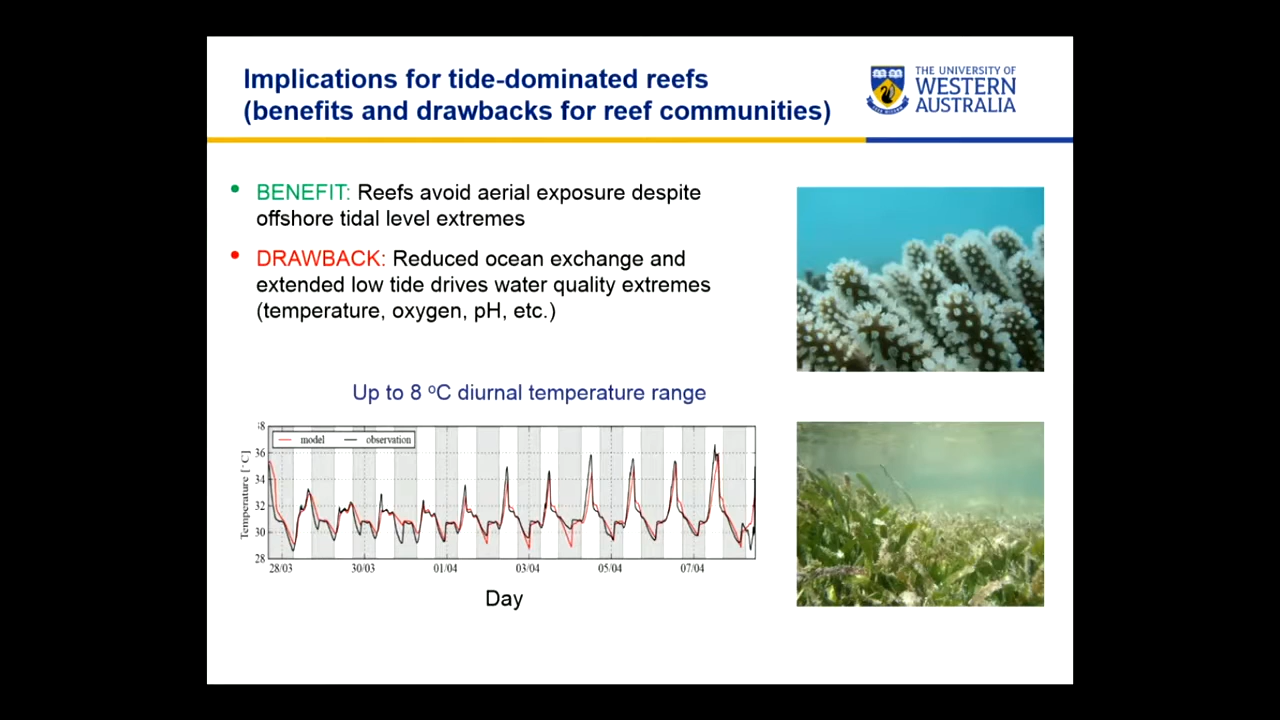 Implications for tide-dominated reefs
(benefits and drawbacks for reef communities)
THE UNIVERSITY OF
WESTERN
AUSTRALIA
• BENEFIT: Reefs avoid aerial exposure despite
offshore tidal level extremes
• DRAWBACK: Reduced ocean exchange and
extended low tide drives water quality extremes
(temperature, oxygen, pH, etc.)
Up to 8 °C diurnal temperature range
model observation
Temperature [°C]
38
36
34
32
30
28
28/03 30/03 01/04 03/04 05/04 07/04
Day